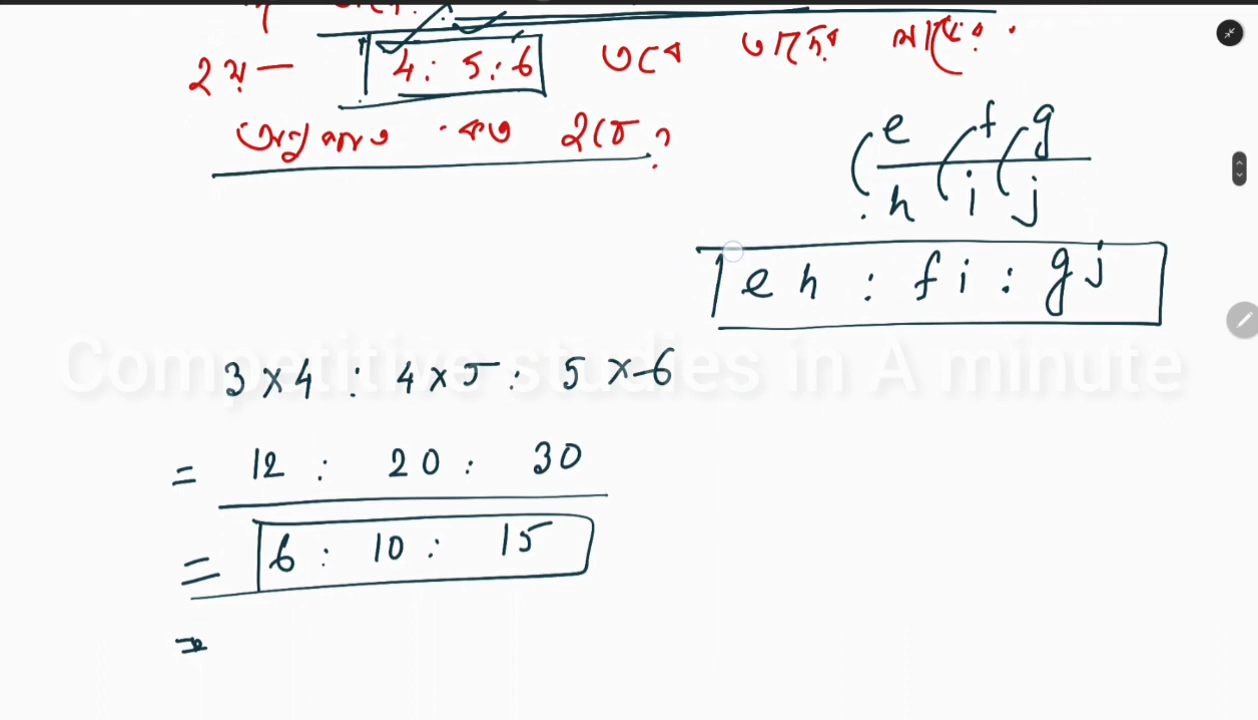 ২য় — 4 : 5 : 6 তবে তাদের
অনুপাত কত হবে?
e f g
h i j
eh : fi : gj
Competitive studies in A minute
3 × 4 : 4 × 5 : 5 × 6
= 12 : 20 : 30
= 6 : 10 : 15
⇒